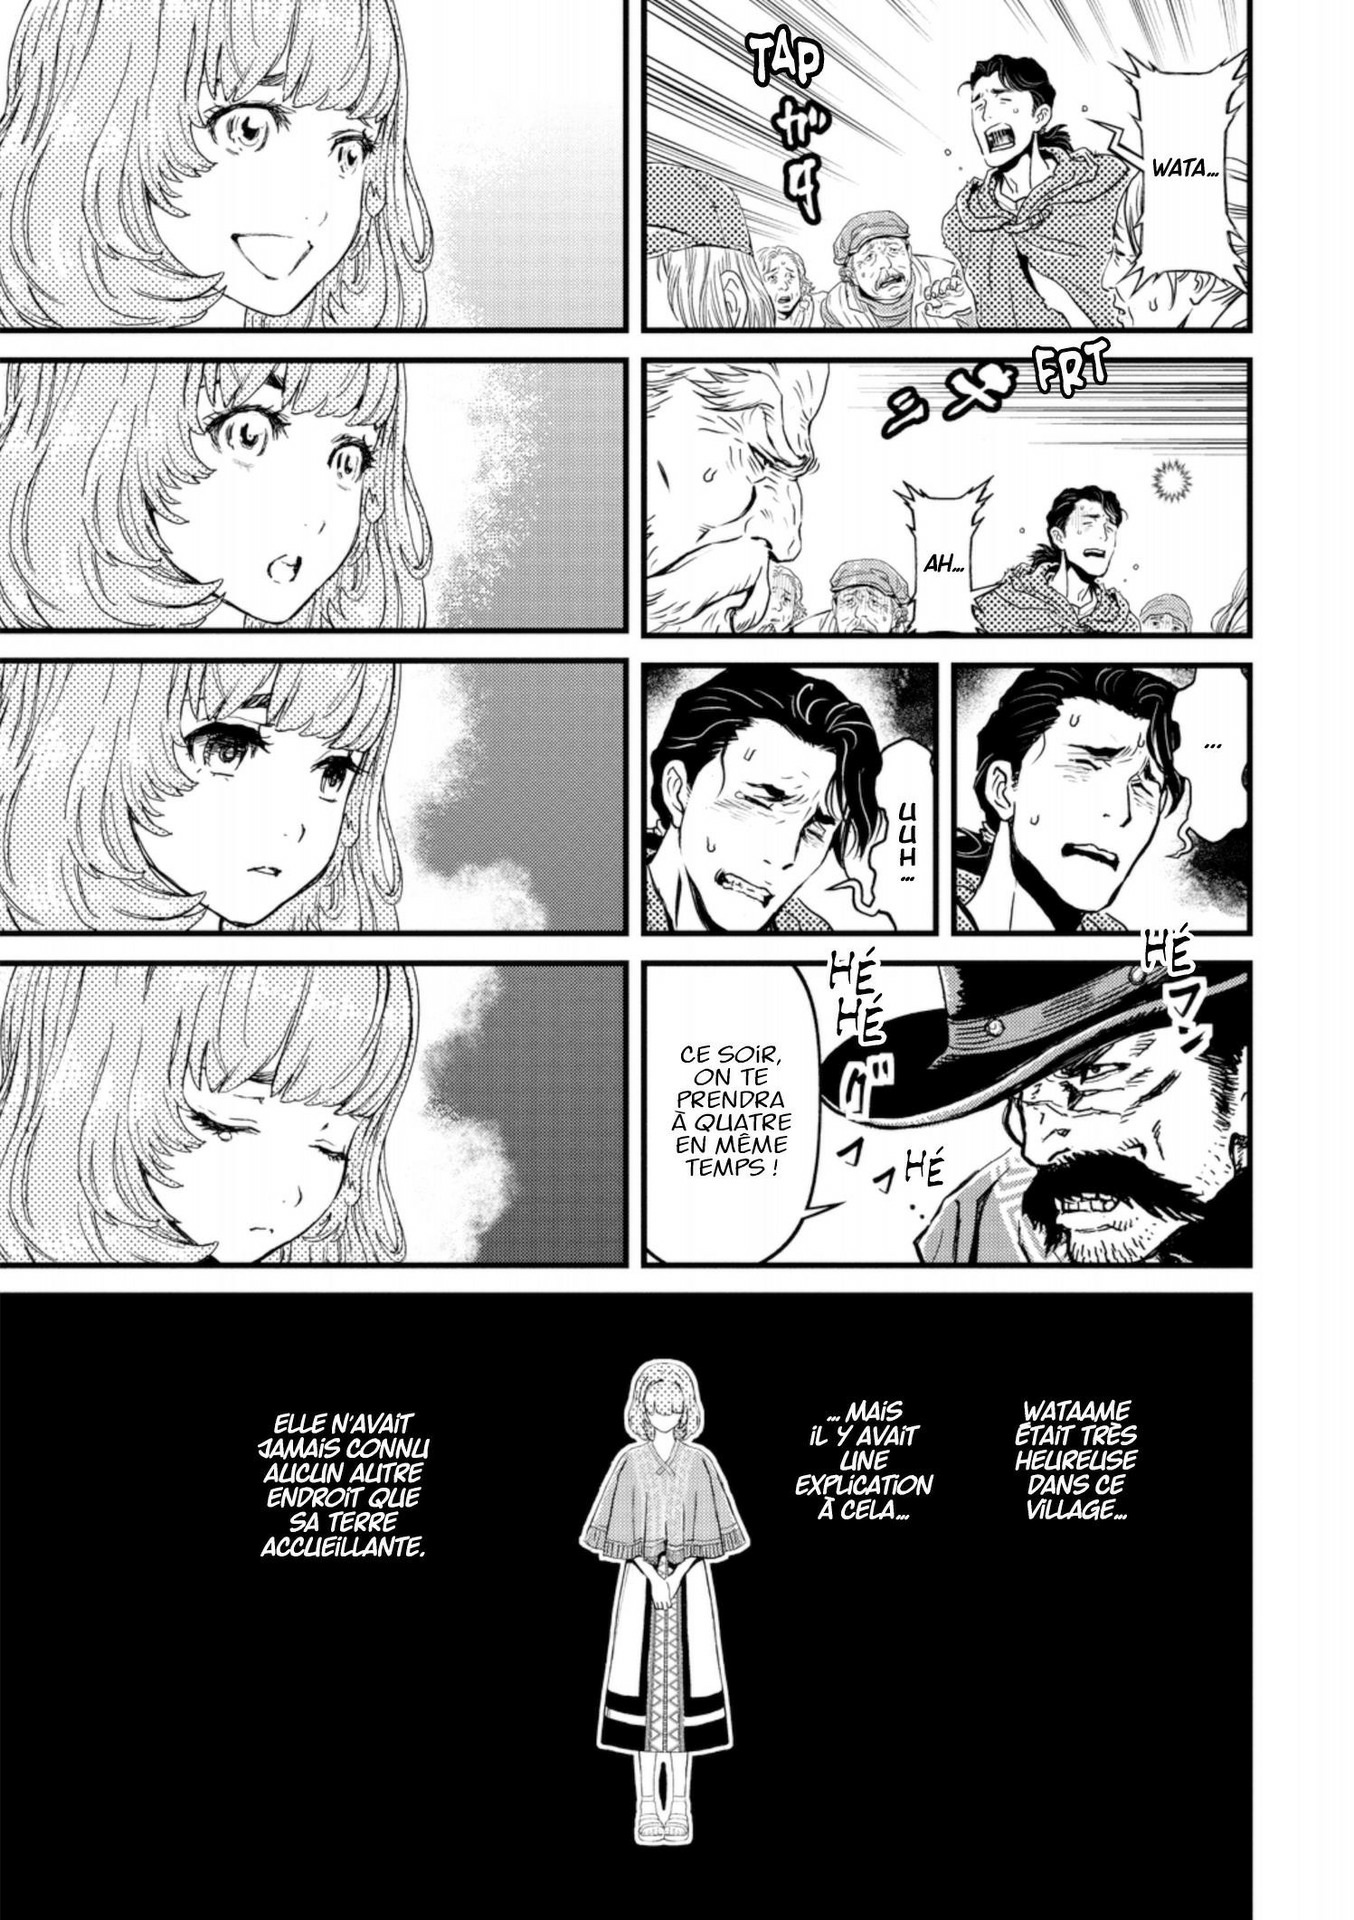 TAP
ガタ
WATA...
FRT
AH...
...
UUH...
HÉ
HÉ
HÉ
HÉ
CE SOIR,
ON TE
PRENDRA
À QUATRE
EN MÊME
TEMPS !
WATAAME
ÉTAIT TRÈS
HEUREUSE
DANS CE
VILLAGE...
... MAIS
IL Y AVAIT
UNE
EXPLICATION
À CELA...
ELLE N'AVAIT
JAMAIS CONNU
AUCUN AUTRE
ENDROIT QUE
SA TERRE
ACCUEILLANTE.